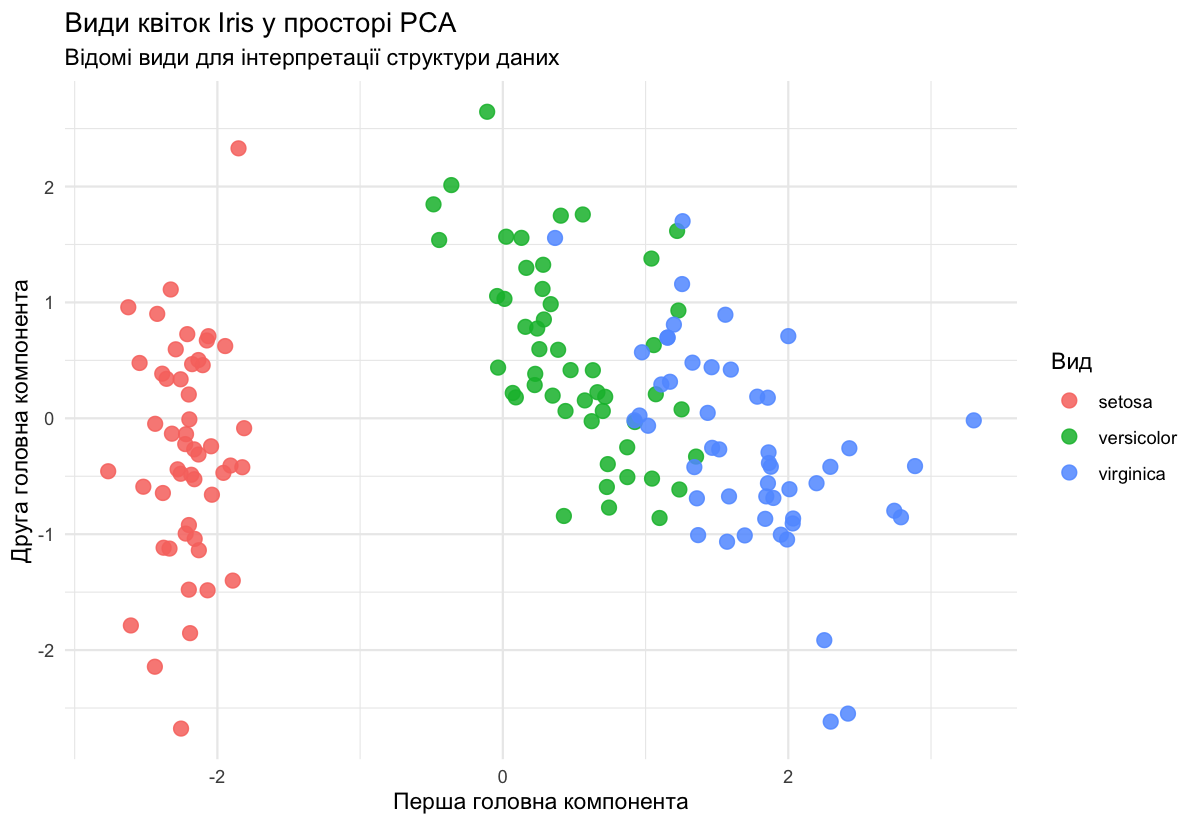 Види квіток Iris у просторі PCA
Відомі види для інтерпретації структури даних
Друга головна компонента
2
1
0
-1
-2
-2
0
2
Перша головна компонента
Вид
setosa
versicolor
virginica